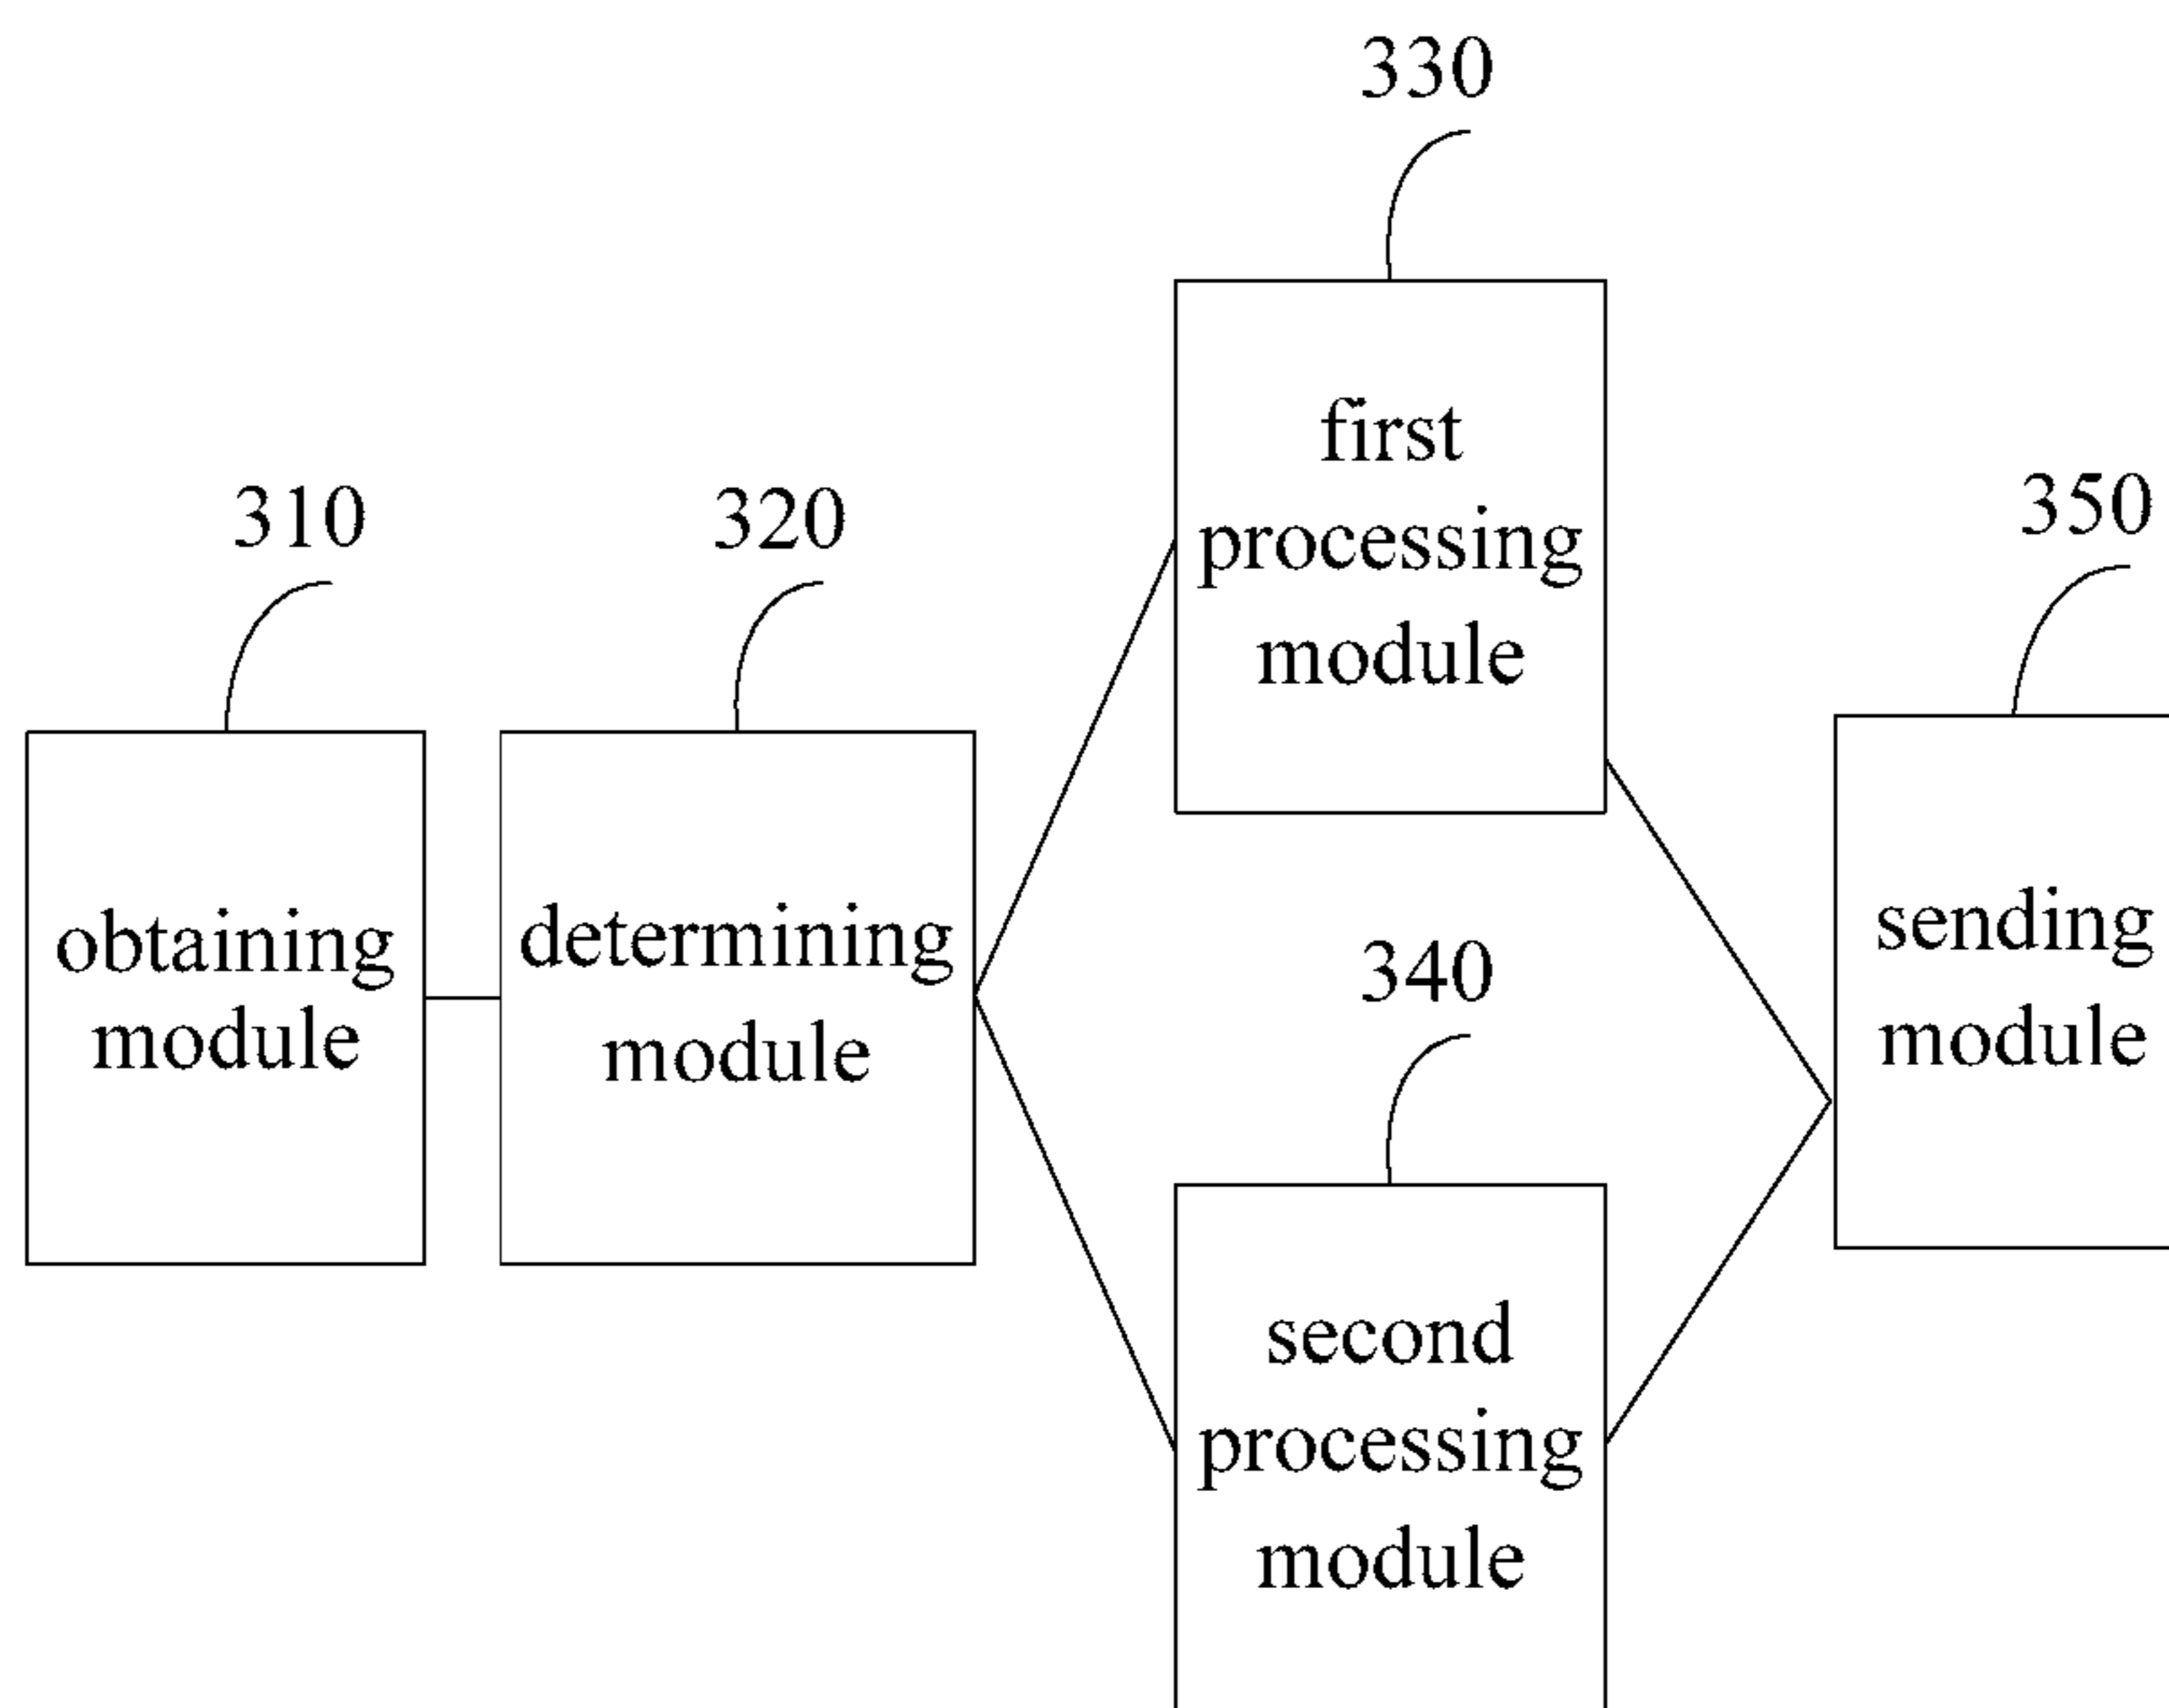 310
obtaining
module
320
determining
module
330
first
processing
module
340
second
processing
module
350
sending
module